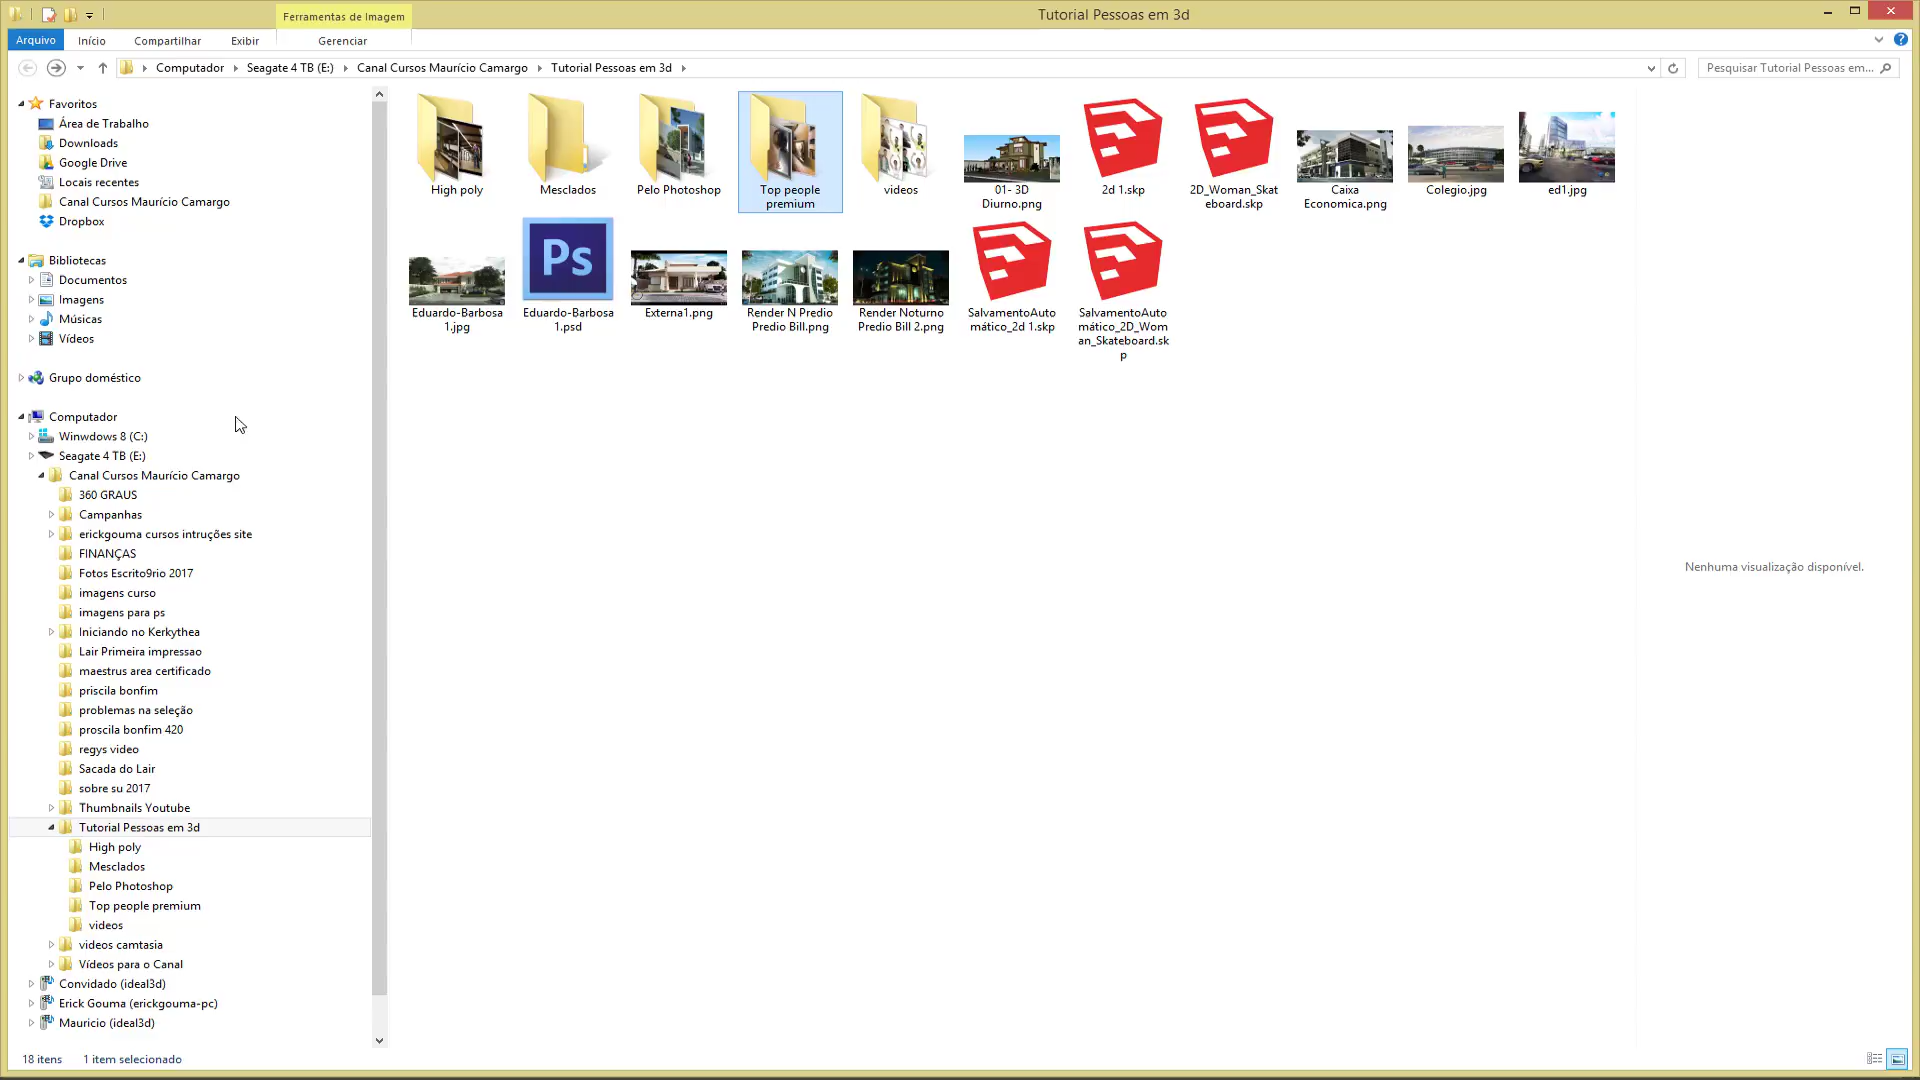 Ferramentas de Imagem
Tutorial Pessoas em 3d
Arquivo
Início
Compartilhar
Exibir
Gerenciar
Computador
Seagate 4 TB (E:)
Canal Cursos Maurício Camargo
Tutorial Pessoas em 3d
Pesquisar Tutorial Pessoas em...
Favoritos
Área de Trabalho
Downloads
Google Drive
Locais recentes
Canal Cursos Maurício Camargo
Dropbox
Bibliotecas
Documentos
Imagens
Músicas
Vídeos
Grupo doméstico
Computador
Winwdows 8 (C:)
Seagate 4 TB (E:)
Canal Cursos Maurício Camargo
360 GRAUS
Campanhas
erickgouma cursos intruções site
FINANÇAS
Fotos Escrito9rio 2017
imagens curso
imagens para ps
Iniciando no Kerkythea
Lair Primeira impressao
maestrus area certificado
priscila bonfim
problemas na seleção
proscila bonfim 420
regys video
Sacada do Lair
sobre su 2017
Thumbnails Youtube
Tutorial Pessoas em 3d
High poly
Mesclados
Pelo Photoshop
Top people premium
videos
videos camtasia
Vídeos para o Canal
Convidado (ideal3d)
Erick Gouma (erickgouma-pc)
Mauricio (ideal3d)
High poly
Mesclados
Pelo Photoshop
Top people
premium
videos
01- 3D
Diurno.png
2d 1.skp
2D_Woman_Skat
eboard.skp
Caixa
Economica.png
Colegio.jpg
ed1.jpg
Ps
Eduardo-Barbosa
1.jpg
Eduardo-Barbosa
1.psd
Externa1.png
Render N Predio
Predio Bill.png
Render Noturno
Predio Bill 2.png
SalvamentoAuto
mático_2d 1.skp
SalvamentoAuto
mático_2D_Wom
an_Skateboard.sk
p
Nenhuma visualização disponível.
18 itens
1 item selecionado